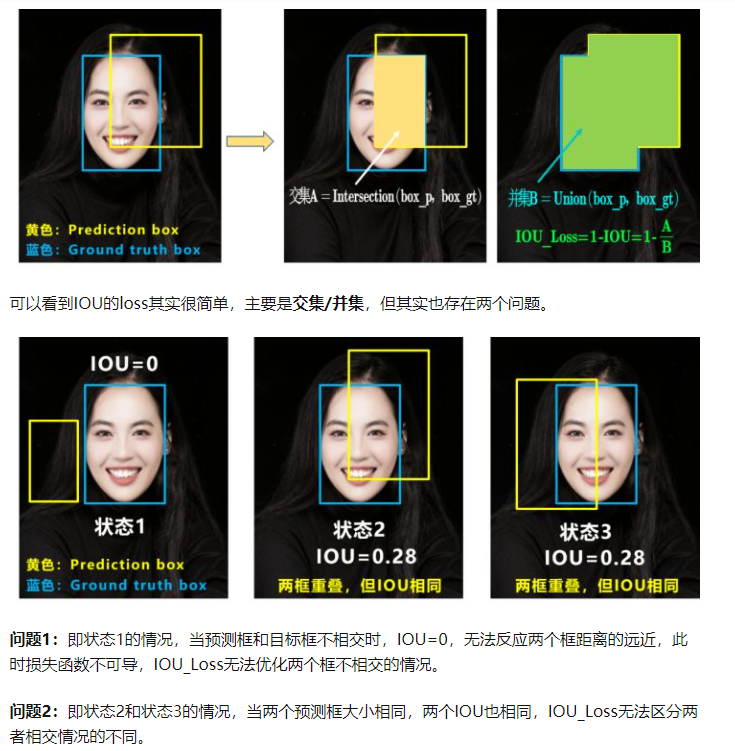 黄色：Prediction box
蓝色：Ground truth box
交集A＝Intersection(box_p, box_gt)
并集B＝Union(box_p, box_gt)
IOU_Loss=1-IOU=1-A/B
可以看到IOU的loss其实很简单，主要是交集/并集，但其实也存在两个问题。
IOU=0
状态1
黄色：Prediction box
蓝色：Ground truth box
状态2
IOU=0.28
两框重叠，但IOU相同
状态3
IOU=0.28
两框重叠，但IOU相同
问题1：即状态1的情况，当预测框和目标框不相交时，IOU=0，无法反应两个框距离的远近，此
时损失函数不可导，IOU_Loss无法优化两个框不相交的情况。
问题2：即状态2和状态3的情况，当两个预测框大小相同，两个IOU也相同，IOU_Loss无法区分两
者相交情况的不同。